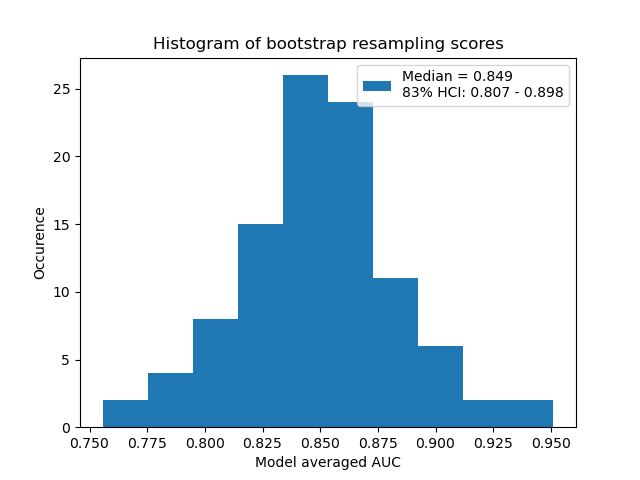 Histogram of bootstrap resampling scores
Median = 0.849
83% HCI: 0.807 - 0.898
25
20
15
10
5
0
Occurence
0.750 0.775 0.800 0.825 0.850 0.875 0.900 0.925 0.950
Model averaged AUC